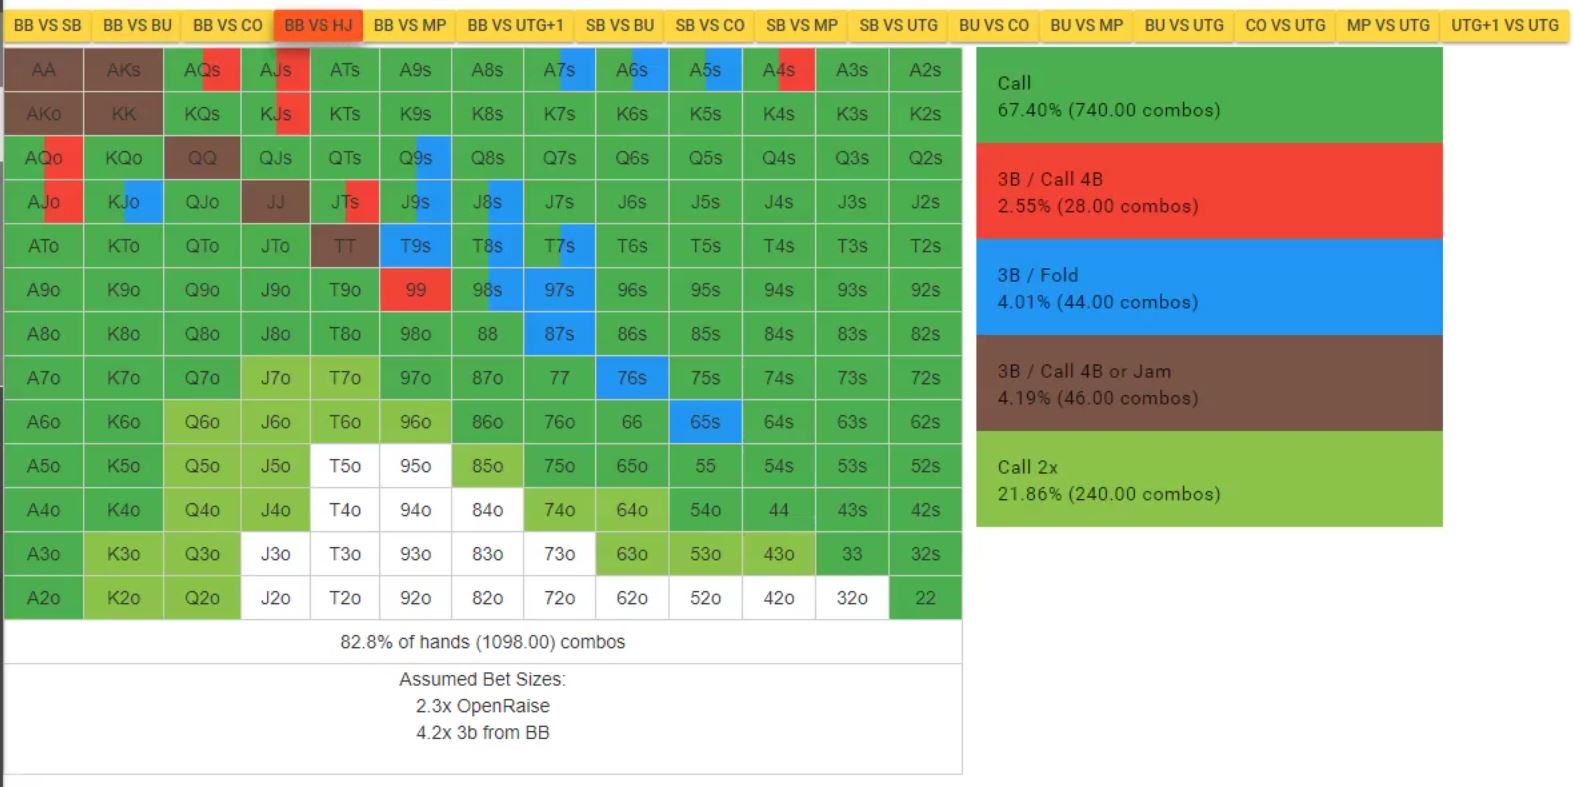 BB VS SB BB VS BU BB VS CO BB VS HJ BB VS MP BB VS UTG+1 SB VS BU SB VS CO SB VS MP SB VS UTG BU VS CO BU VS MP BU VS UTG CO VS UTG MP VS UTG UTG+1 VS UTG
AA AKs AQs AJs ATs A9s A8s A7s A6s A5s A4s A3s A2s
AKo KK KQs KJs KTs K9s K8s K7s K6s K5s K4s K3s K2s
AQo KQo QQ QJs QTs Q9s Q8s Q7s Q6s Q5s Q4s Q3s Q2s
AJo KJo QJo JJ JTs J9s J8s J7s J6s J5s J4s J3s J2s
ATo KTo QTo JTo TT T9s T8s T7s T6s T5s T4s T3s T2s
A9o K9o Q9o J9o T9o 99 98s 97s 96s 95s 94s 93s 92s
A8o K8o Q8o J8o T8o 98o 88 87s 86s 85s 84s 83s 82s
A7o K7o Q7o J7o T7o 97o 87o 77 76s 75s 74s 73s 72s
A6o K6o Q6o J6o T6o 96o 86o 76o 66 65s 64s 63s 62s
A5o K5o Q5o J5o T5o 95o 85o 75o 65o 55 54s 53s 52s
A4o K4o Q4o J4o T4o 94o 84o 74o 64o 54o 44 43s 42s
A3o K3o Q3o J3o T3o 93o 83o 73o 63o 53o 43o 33 32s
A2o K2o Q2o J2o T2o 92o 82o 72o 62o 52o 42o 32o 22
82.8% of hands (1098.00) combos
Assumed Bet Sizes:
2.3x OpenRaise
4.2x 3b from BB
Call
67.40% (740.00 combos)
3B / Call 4B
2.55% (28.00 combos)
3B / Fold
4.01% (44.00 combos)
3B / Call 4B or Jam
4.19% (46.00 combos)
Call 2x
21.86% (240.00 combos)